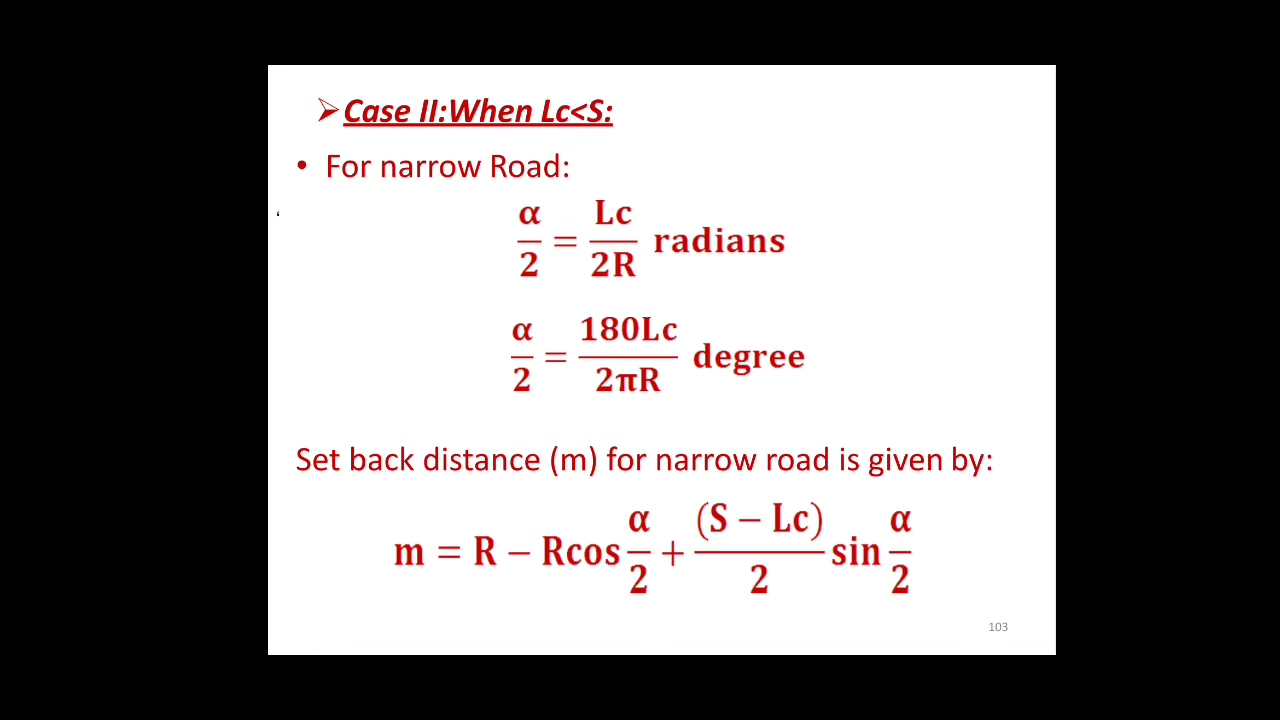 ➢Case II:When Lc<S:
• For narrow Road:
‘
α/2 = Lc/2R radians
α/2 = 180Lc/2πR degree
Set back distance (m) for narrow road is given by:
m = R − Rcos α/2 + (S − Lc)/2 sin α/2
103